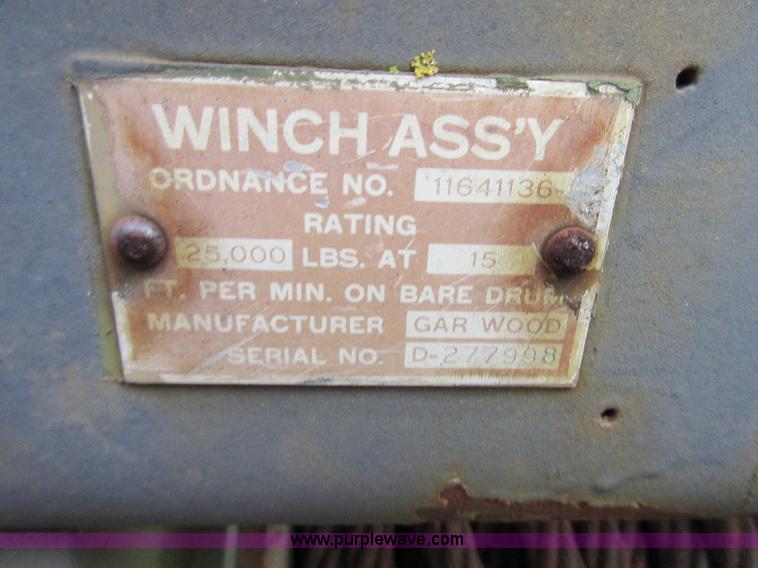 WINCH ASS'Y
ORDNANCE NO. 11641136-
RATING
25,000 LBS. AT 15
FT. PER MIN. ON BARE DRUM
MANUFACTURER GAR WOOD
SERIAL NO. D-277998
www.purplewave.com